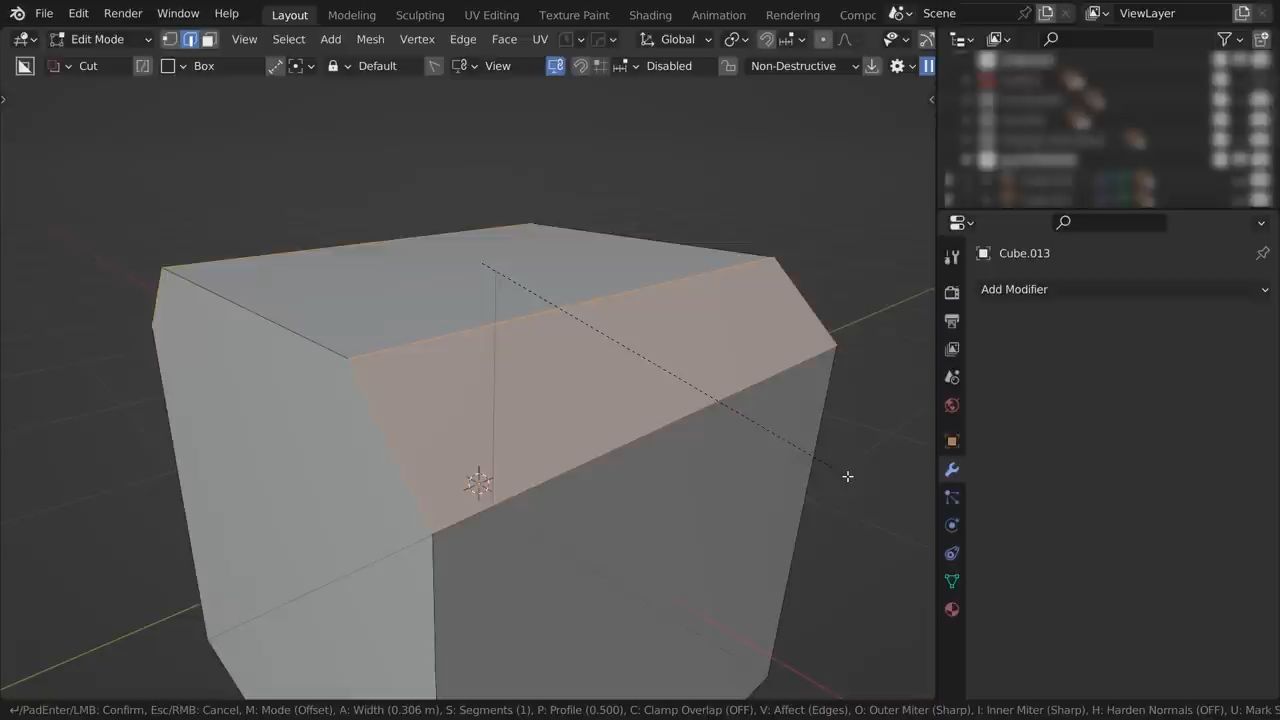 File Edit Render Window Help Layout Modeling Sculpting UV Editing Texture Paint Shading Animation Rendering Compc Scene ViewLayer
Edit Mode View Select Add Mesh Vertex Edge Face UV Global
Cut Box Default View Disabled Non-Destructive
Cube.013
Add Modifier
↵/PadEnter/LMB: Confirm, Esc/RMB: Cancel, M: Mode (Offset), A: Width (0.306 m), S: Segments (1), P: Profile (0.500), C: Clamp Overlap (OFF), V: Affect (Edges), O: Outer Miter (Sharp), I: Inner Miter (Sharp), H: Harden Normals (OFF), U: Mark S